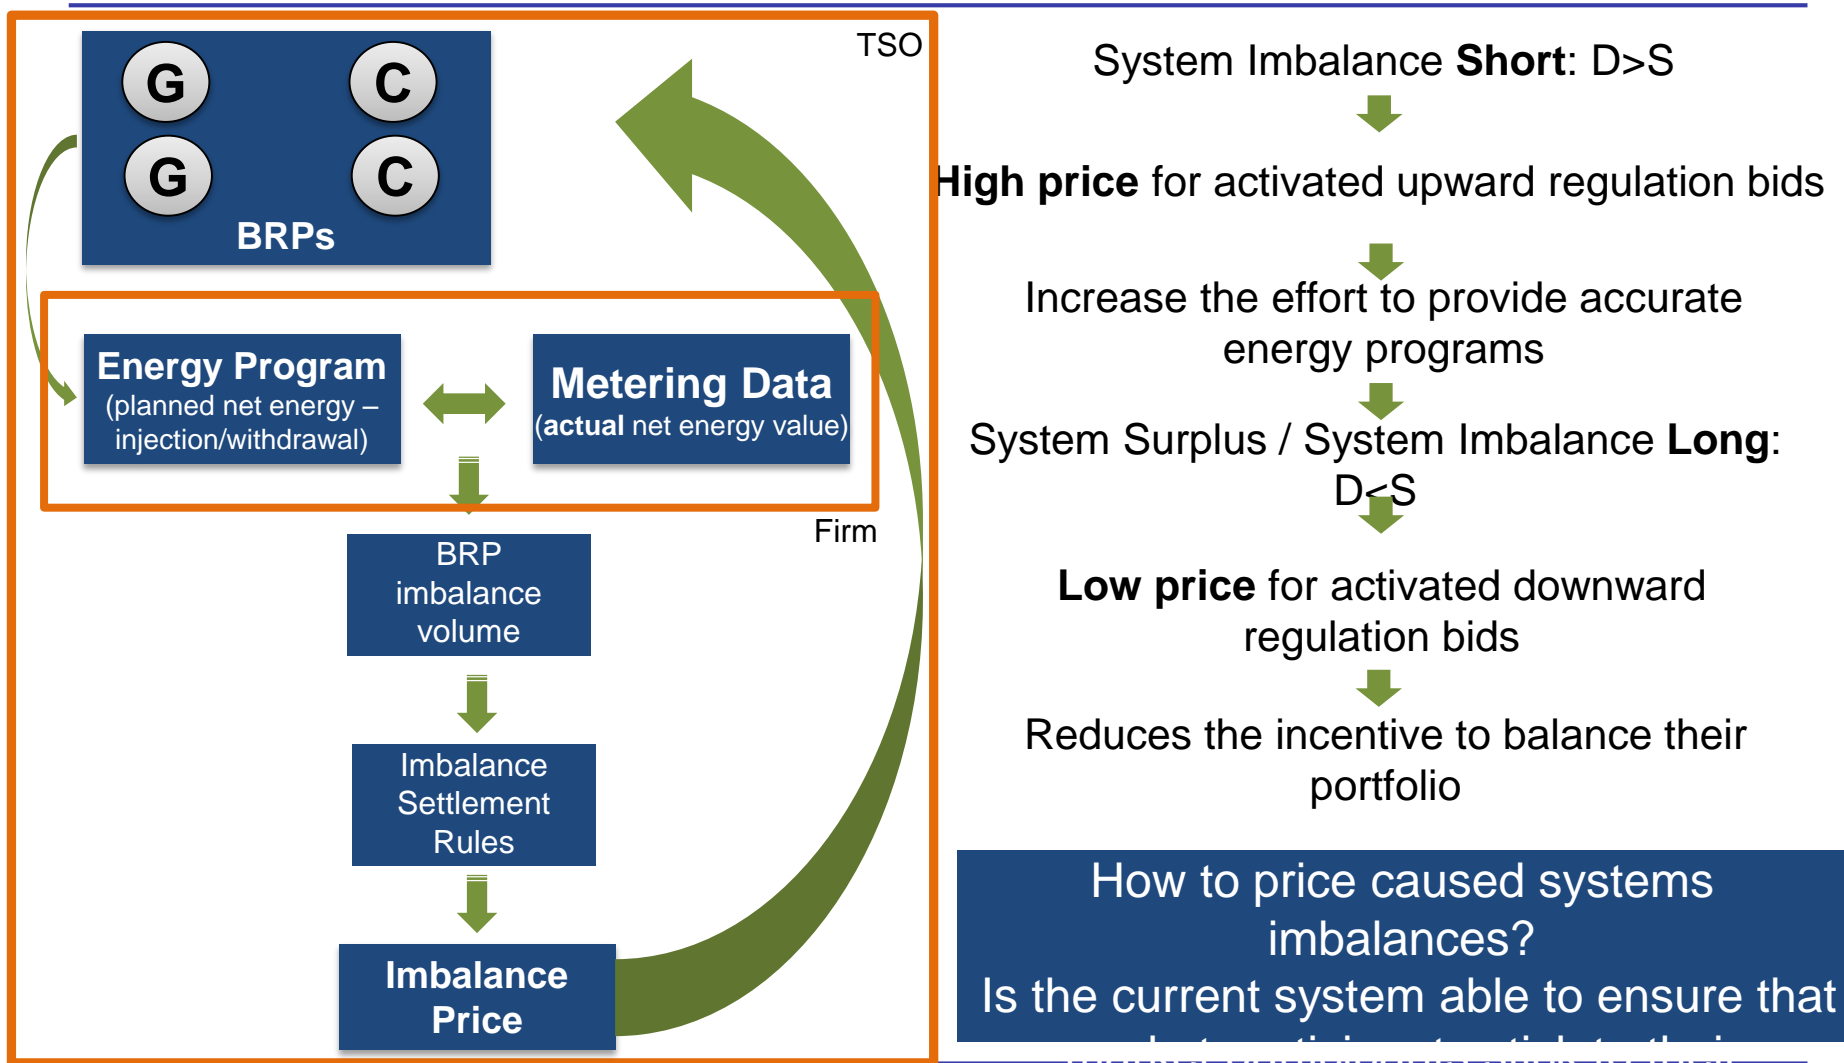 TSO
G
C
G
C
BRPs
Energy Program
(planned net energy –
injection/withdrawal)
Metering Data
(actual net energy value)
Firm
BRP
imbalance
volume
Imbalance
Settlement
Rules
Imbalance
Price
System Imbalance Short: D>S
High price for activated upward regulation bids
Increase the effort to provide accurate
energy programs
System Surplus / System Imbalance Long:
D<S
Low price for activated downward
regulation bids
Reduces the incentive to balance their
portfolio
How to price caused systems
imbalances?
Is the current system able to ensure that